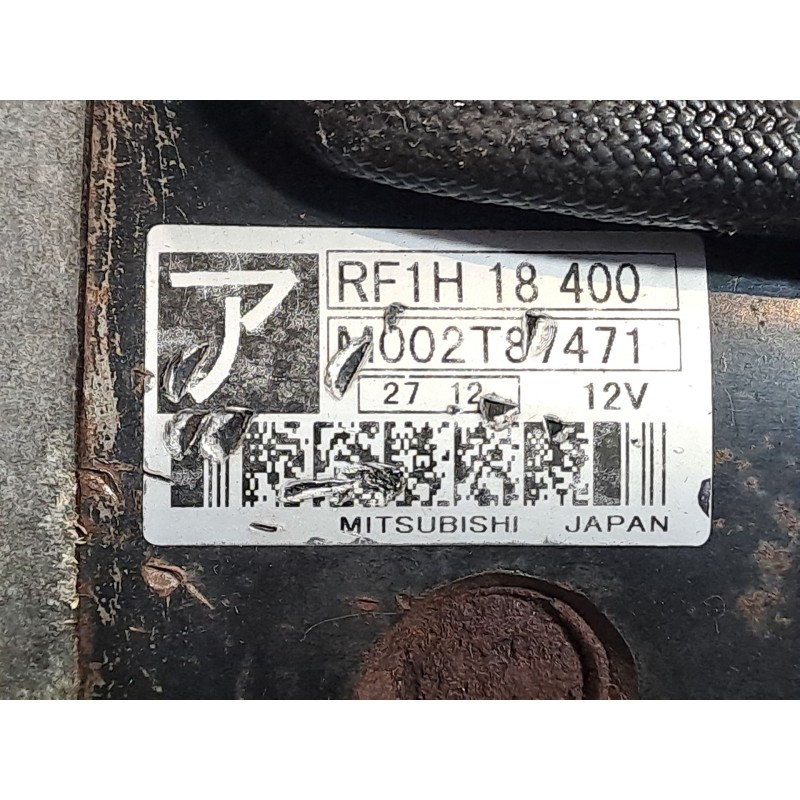 ア
RF1H 18 400
M002T87471
27 12 12V
MITSUBISHI JAPAN